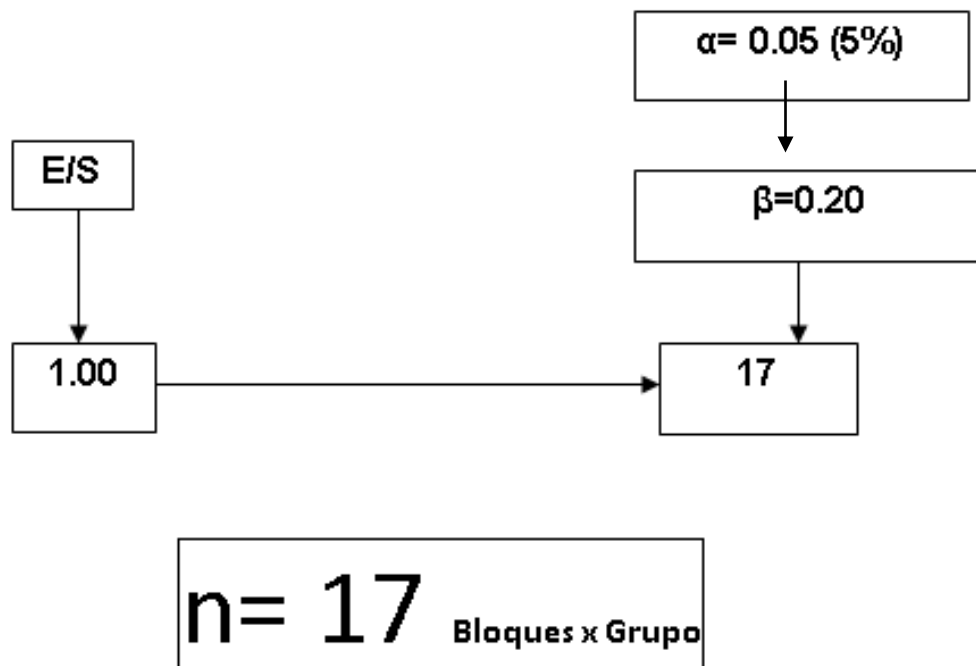 α= 0.05 (5%)
E/S
β=0.20
1.00
17
n= 17 Bloques x Grupo